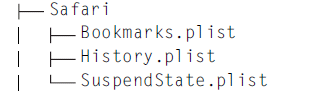 ├── Safari
│   ├── Bookmarks.plist
│   ├── History.plist
│   └── SuspendState.plist